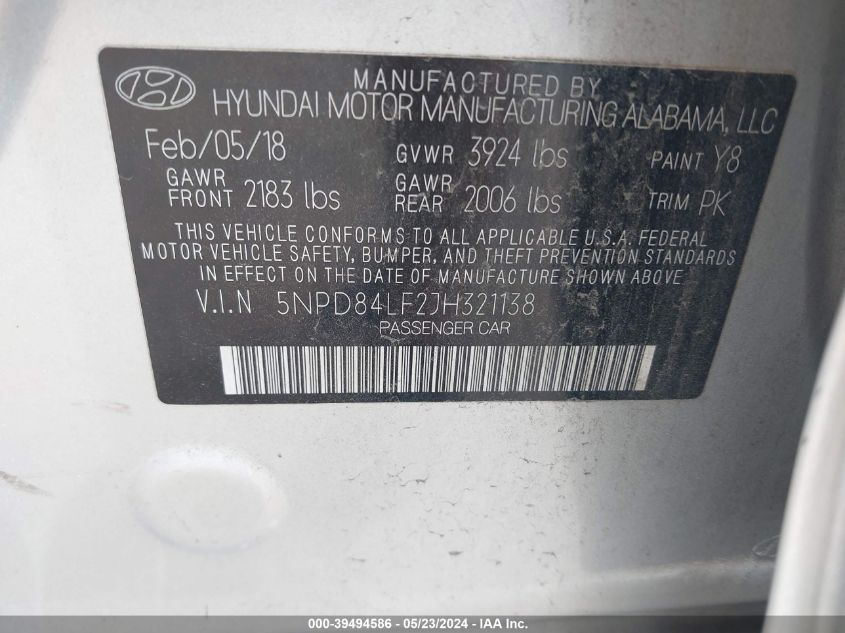 MANUFACTURED BY
HYUNDAI MOTOR MANUFACTURING ALABAMA, LLC
Feb/05/18 GVWR 3924 lbs PAINT Y8
GAWR FRONT 2183 lbs GAWR REAR 2006 lbs TRIM PK
THIS VEHICLE CONFORMS TO ALL APPLICABLE U.S.A. FEDERAL
MOTOR VEHICLE SAFETY, BUMPER, AND THEFT PREVENTION STANDARDS
IN EFFECT ON THE DATE OF MANUFACTURE SHOWN ABOVE
V.I.N 5NPD84LF2JH321138
PASSENGER CAR
000-39494586 - 05/23/2024 - IAA Inc.